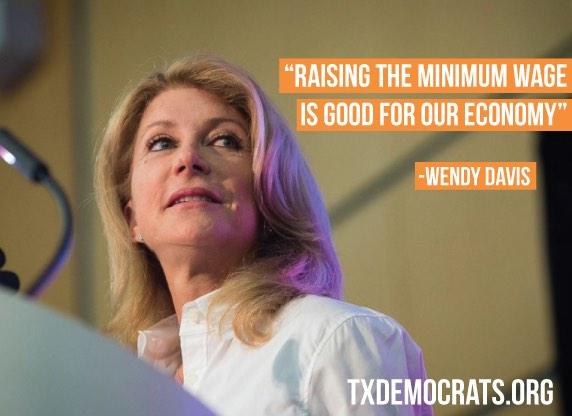 “RAISING THE MINIMUM WAGE
IS GOOD FOR OUR ECONOMY”
-WENDY DAVIS
TXDEMOCRATS.ORG